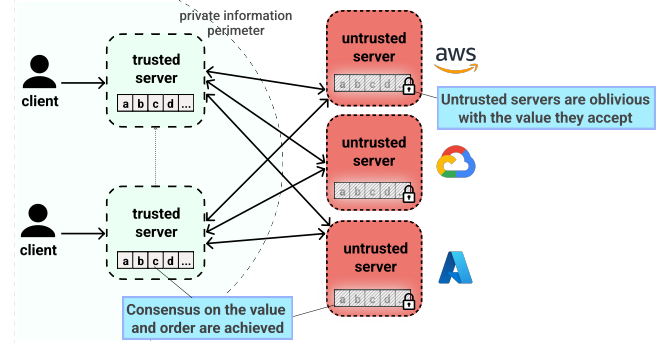 private information
perimeter
trusted
server
a b c d ...
client
untrusted
server
a b c d
aws
Untrusted servers are oblivious
with the value they accept
untrusted
server
a b c d
trusted
server
a b c d ...
client
untrusted
server
a b c d
Consensus on the value
and order are achieved